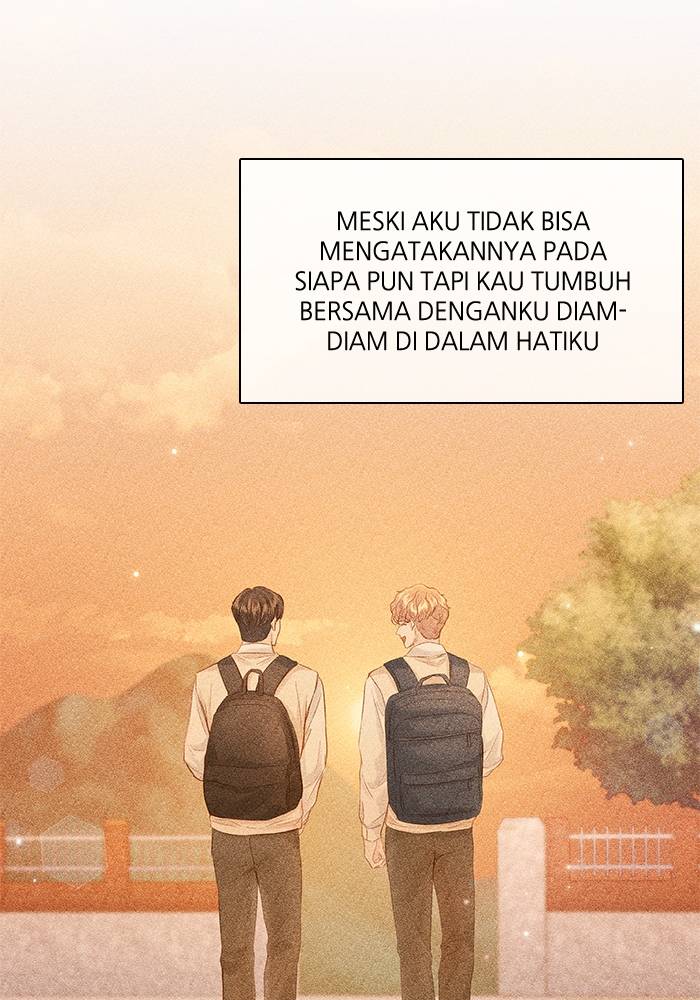 MESKI AKU TIDAK BISA
MENGATAKANNYA PADA
SIAPA PUN TAPI KAU TUMBUH
BERSAMA DENGANKU DIAM-
DIAM DI DALAM HATIKU